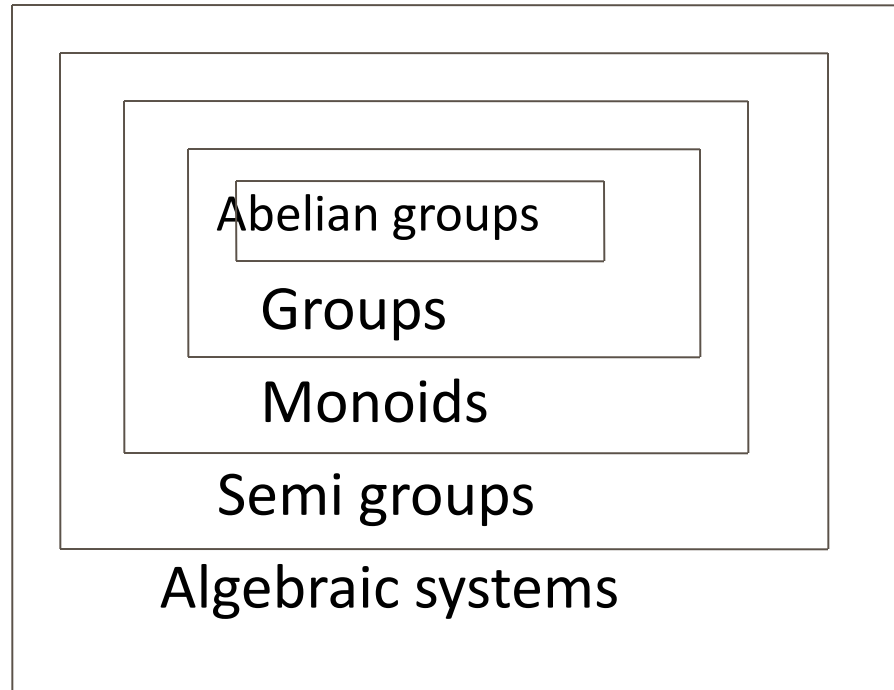 Abelian groups
Groups
Monoids
Semi groups
Algebraic systems